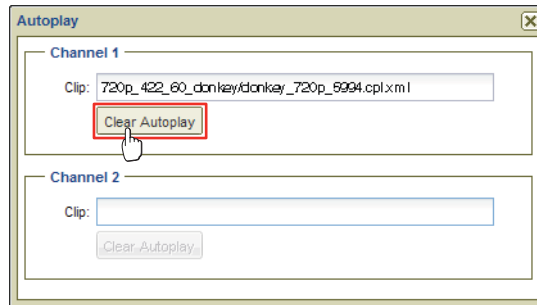 Autoplay
Channel 1
Clip: 720p_422_60_donkey/donkey_720p_5994.cpl.xml
Clear Autoplay
Channel 2
Clip:
Clear Autoplay